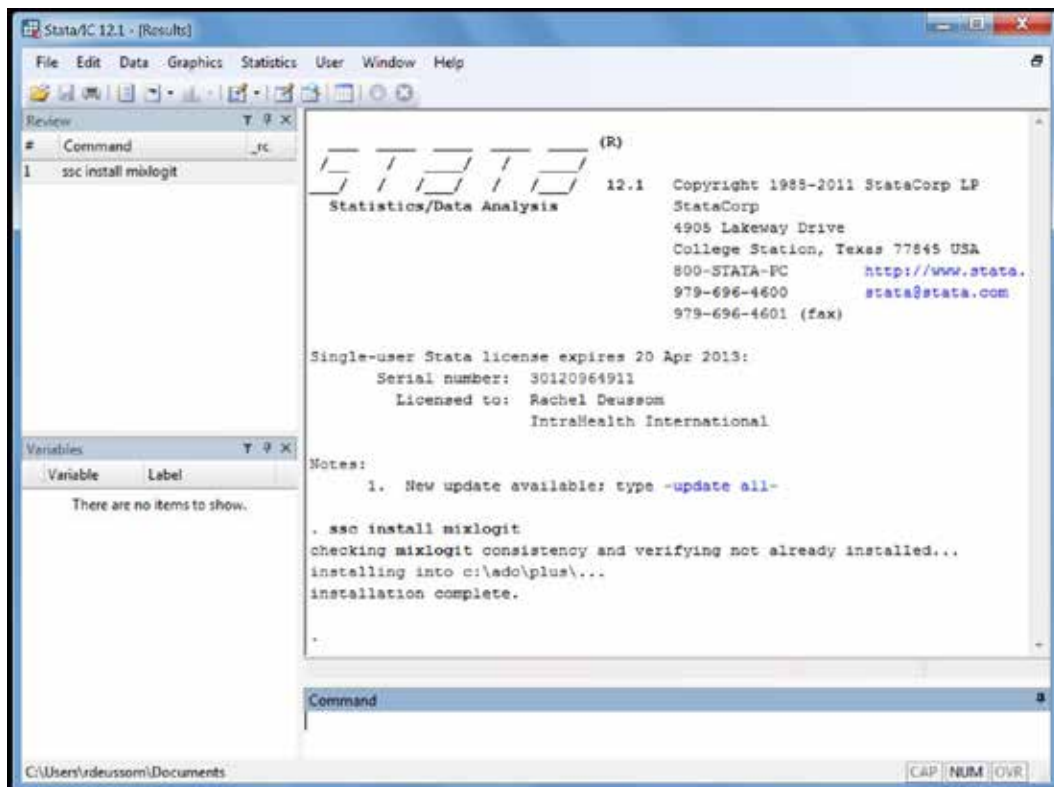 Stata/IC 12.1 - [Results]
File Edit Data Graphics Statistics User Window Help
Review
# Command _rc
1 ssc install mixlogit
Variables
Variable Label
There are no items to show.
(R)
STATA
12.1 Copyright 1985-2011 StataCorp LP
Statistics/Data Analysis StataCorp
4905 Lakeway Drive
College Station, Texas 77845 USA
800-STATA-PC http://www.stata.
979-696-4600 stata@stata.com
979-696-4601 (fax)
Single-user Stata license expires 20 Apr 2013:
Serial number: 30120964911
Licensed to: Rachel Deussom
IntraHealth International
Notes:
1. New update available; type -update all-
. ssc install mixlogit
checking mixlogit consistency and verifying not already installed...
installing into c:\ado\plus\...
installation complete.
.
Command
C:\Users\rdeussom\Documents
CAP NUM OVR